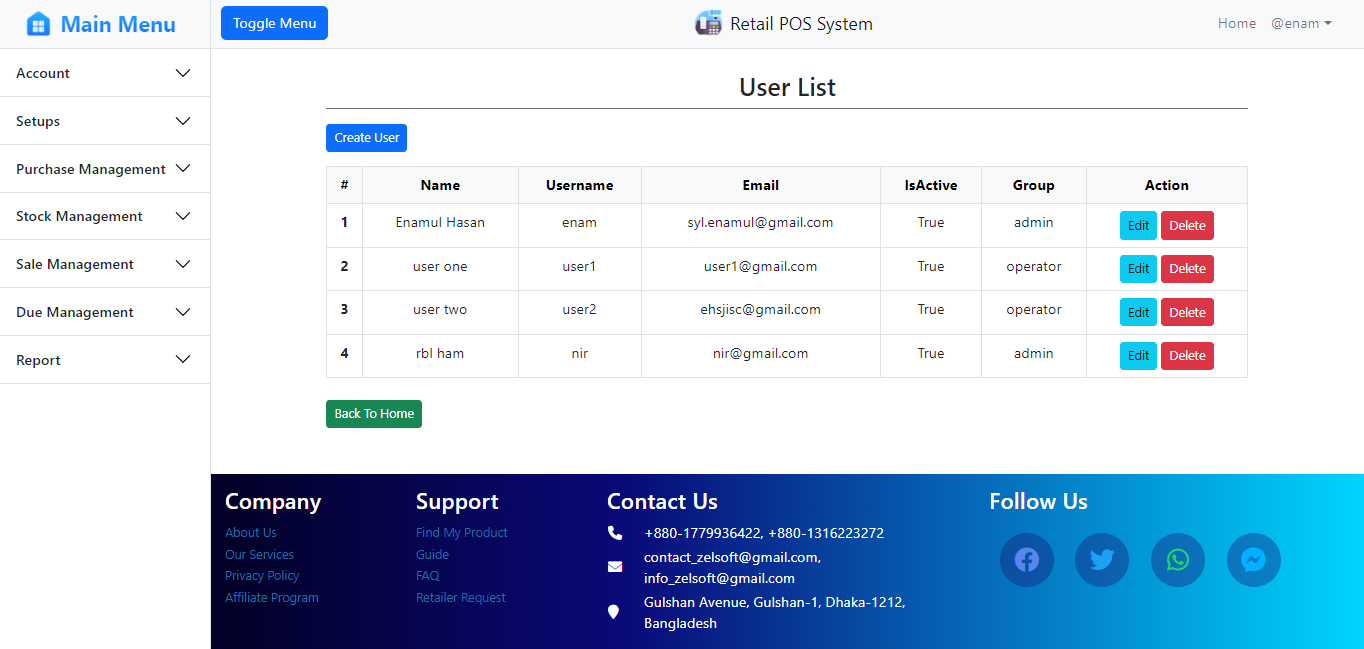 Main Menu
Toggle Menu
Retail POS System
Home @enam
Account
Setups
Purchase Management
Stock Management
Sale Management
Due Management
Report
User List
Create User
# Name Username Email IsActive Group Action
1 Enamul Hasan enam syl.enamul@gmail.com True admin Edit Delete
2 user one user1 user1@gmail.com True operator Edit Delete
3 user two user2 ehsjisc@gmail.com True operator Edit Delete
4 rbl ham nir nir@gmail.com True admin Edit Delete
Back To Home
Company
About Us
Our Services
Privacy Policy
Affiliate Program
Support
Find My Product
Guide
FAQ
Retailer Request
Contact Us
+880-1779936422, +880-1316223272
contact_zelsoft@gmail.com,
info_zelsoft@gmail.com
Gulshan Avenue, Gulshan-1, Dhaka-1212,
Bangladesh
Follow Us